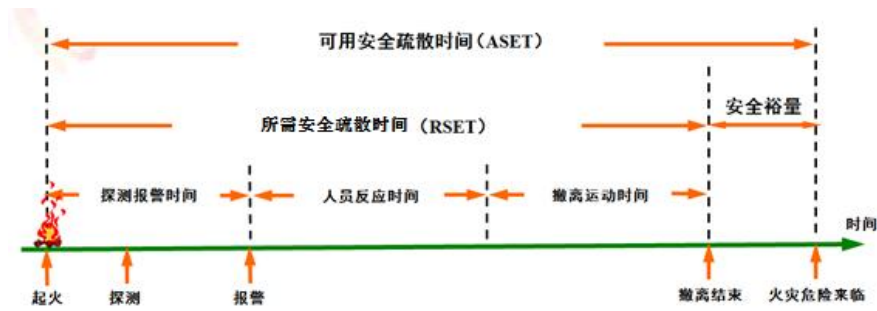 可用安全疏散时间（ASET）
所需安全疏散时间（RSET）
安全裕量
探测报警时间
人员反应时间
撤离运动时间
时间
起火
探测
报警
撤离结束
火灾危险来临